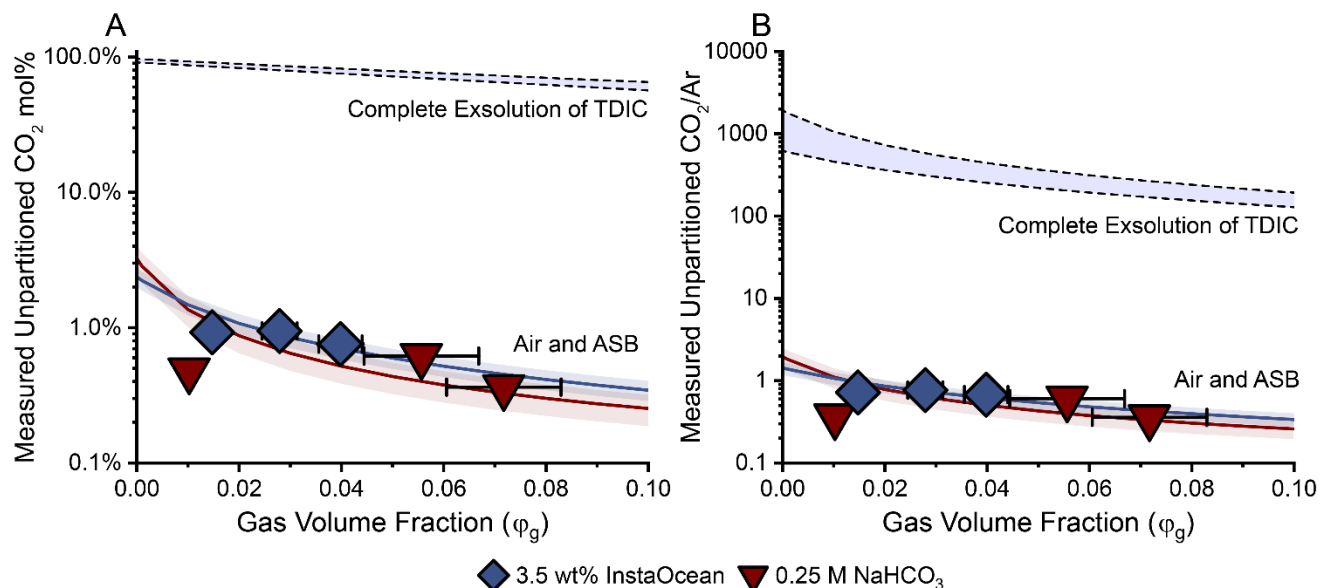 A
Measured Unpartitioned CO₂ mol%
100.0%
10.0%
1.0%
0.1%
Complete Exsolution of TDIC
Air and ASB
0.00 0.02 0.04 0.06 0.08 0.10
Gas Volume Fraction (φg)
B
Measured Unpartitioned CO₂/Ar
10000
1000
100
10
1
0.1
Complete Exsolution of TDIC
Air and ASB
0.00 0.02 0.04 0.06 0.08 0.10
Gas Volume Fraction (φg)
3.5 wt% InstaOcean 0.25 M NaHCO₃